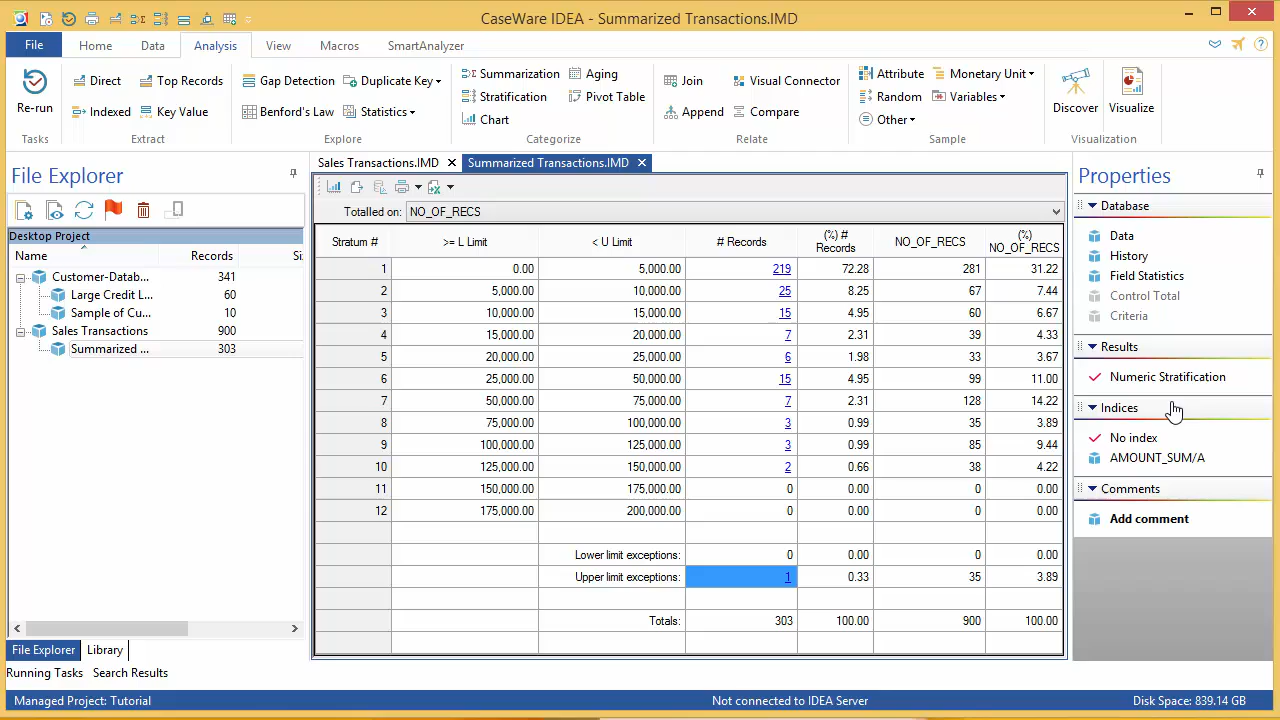 CaseWare IDEA - Summarized Transactions.IMD
File Home Data Analysis View Macros SmartAnalyzer
Re-run
Tasks
Direct Top Records
Indexed Key Value
Extract
Gap Detection Duplicate Key
Benford's Law Statistics
Explore
Summarization Aging
Stratification Pivot Table
Chart
Categorize
Join Visual Connector
Append Compare
Relate
Attribute Monetary Unit
Random Variables
Other
Sample
Discover Visualize
Visualization
File Explorer
Desktop Project
Name Records Si
Customer-Datab... 341
Large Credit L... 60
Sample of Cu... 10
Sales Transactions 900
Summarized ... 303
File Explorer Library
Running Tasks Search Results
Sales Transactions.IMD Summarized Transactions.IMD
Totalled on: NO_OF_RECS
Stratum # >= L Limit < U Limit # Records (%) # Records NO_OF_RECS (%) NO_OF_RECS
1 0.00 5,000.00 219 72.28 281 31.22
2 5,000.00 10,000.00 25 8.25 67 7.44
3 10,000.00 15,000.00 15 4.95 60 6.67
4 15,000.00 20,000.00 7 2.31 39 4.33
5 20,000.00 25,000.00 6 1.98 33 3.67
6 25,000.00 50,000.00 15 4.95 99 11.00
7 50,000.00 75,000.00 7 2.31 128 14.22
8 75,000.00 100,000.00 3 0.99 35 3.89
9 100,000.00 125,000.00 3 0.99 85 9.44
10 125,000.00 150,000.00 2 0.66 38 4.22
11 150,000.00 175,000.00 0 0.00 0 0.00
12 175,000.00 200,000.00 0 0.00 0 0.00
Lower limit exceptions: 0 0.00 0 0.00
Upper limit exceptions: 1 0.33 35 3.89
Totals: 303 100.00 900 100.00
Properties
Database
Data
History
Field Statistics
Control Total
Criteria
Results
Numeric Stratification
Indices
No index
AMOUNT_SUM/A
Comments
Add comment
Managed Project: Tutorial Not connected to IDEA Server Disk Space: 839.14 GB